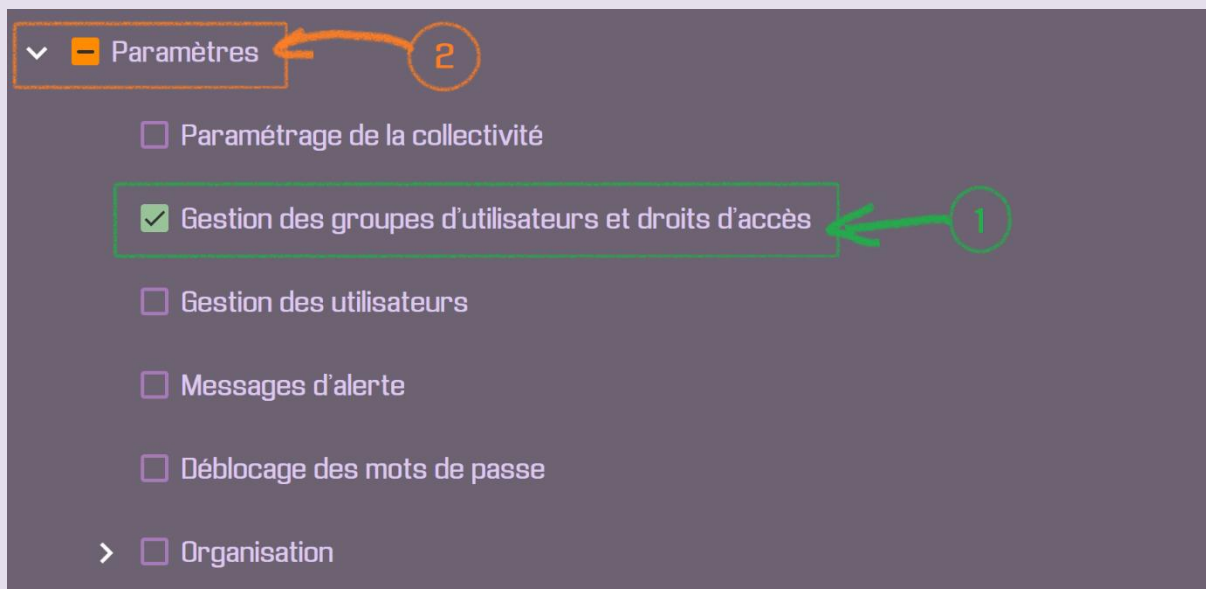 Paramètres
2
Paramétrage de la collectivité
Gestion des groupes d'utilisateurs et droits d'accès
1
Gestion des utilisateurs
Messages d'alerte
Déblocage des mots de passe
Organisation